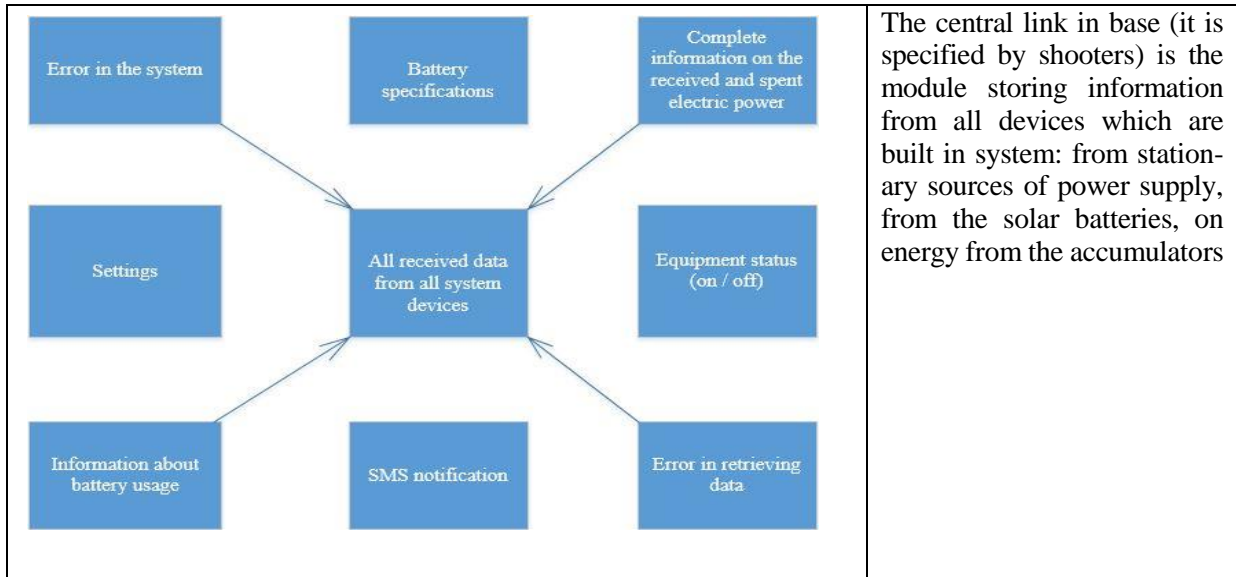 Error in the system
Battery
specifications
Complete
information on the
received and spent
electric power
Settings
All received data
from all system
devices
Equipment status
(on / off)
Information about
battery usage
SMS notification
Error in retrieving
data
The central link in base (it is
specified by shooters) is the
module storing information
from all devices which are
built in system: from station-
ary sources of power supply,
from the solar batteries, on
energy from the accumulators